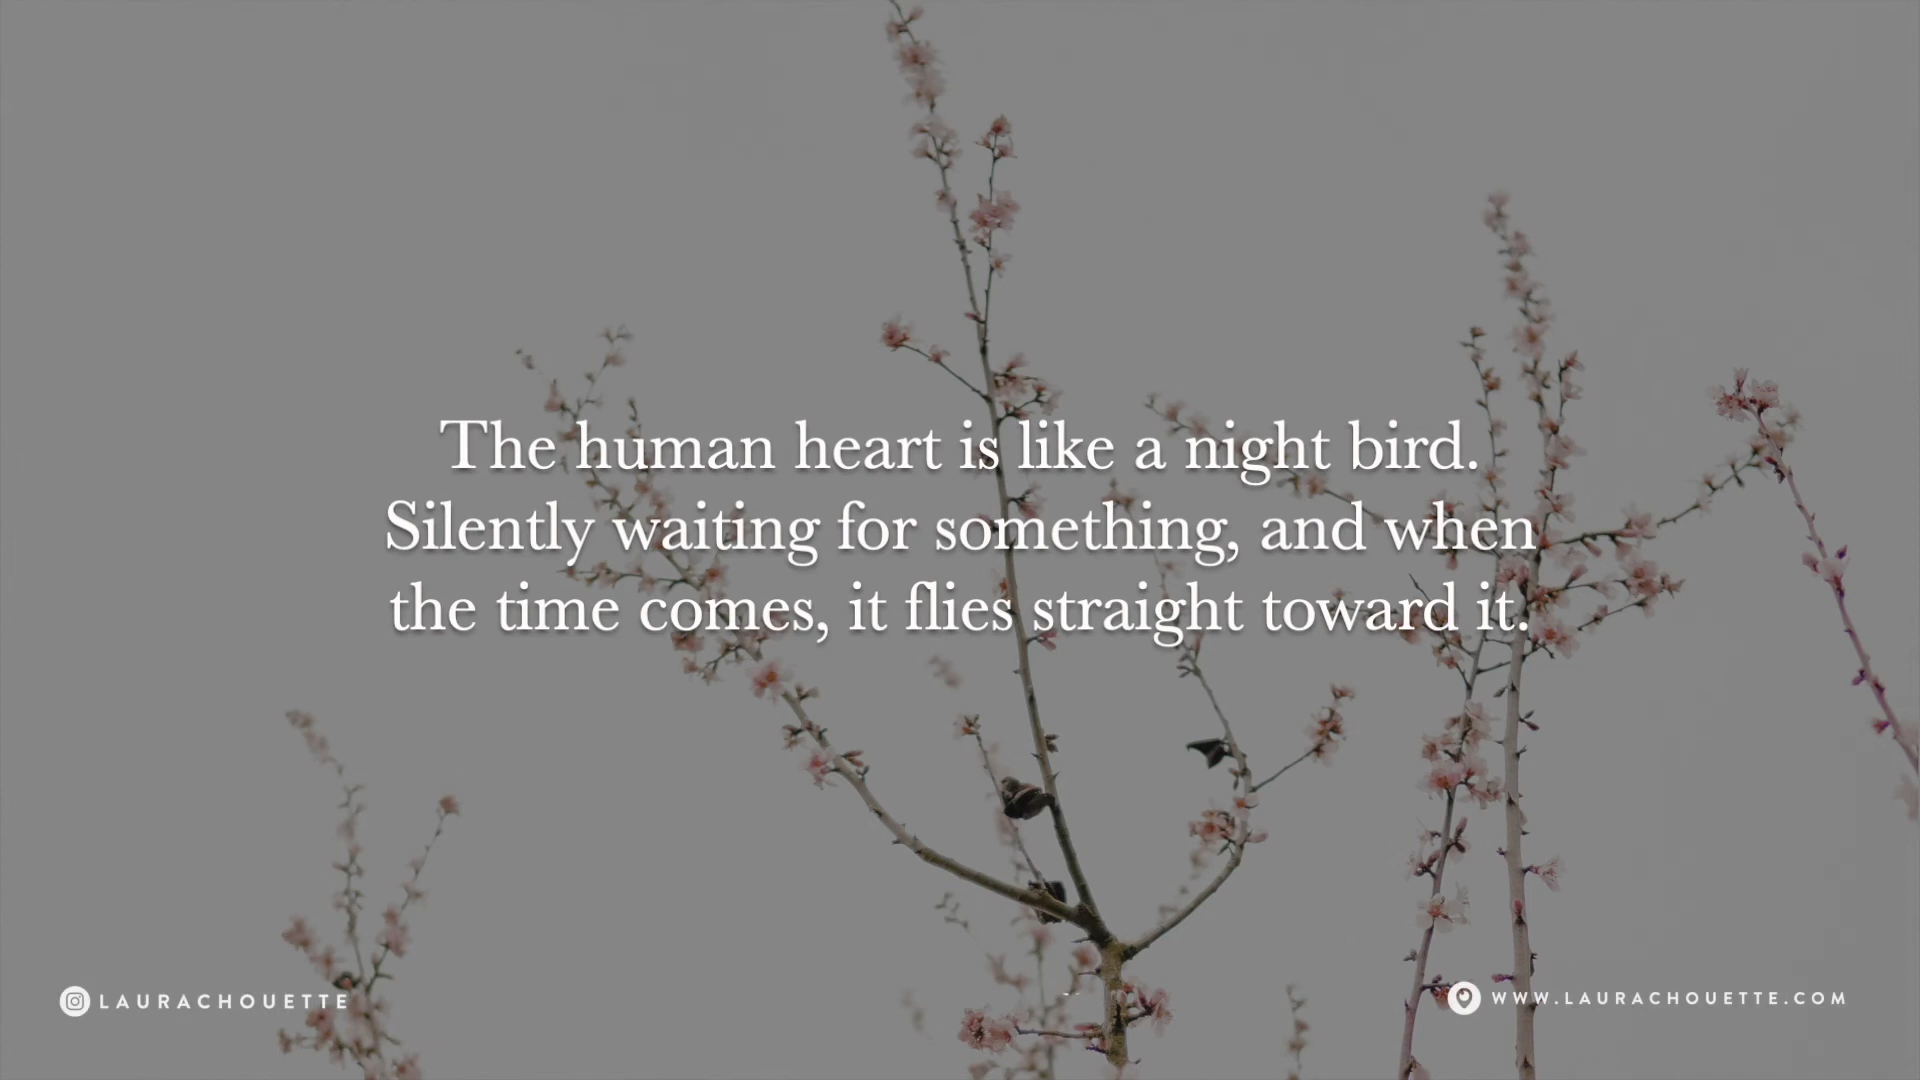 The human heart is like a night bird.
Silently waiting for something, and when
the time comes, it flies straight toward it.
LAURACHOUETTE
WWW.LAURACHOUETTE.COM